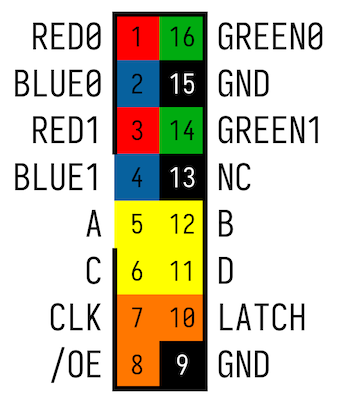 RED0 1 16 GREEN0
BLUE0 2 15 GND
RED1 3 14 GREEN1
BLUE1 4 13 NC
A 5 12 B
C 6 11 D
CLK 7 10 LATCH
/OE 8 9 GND